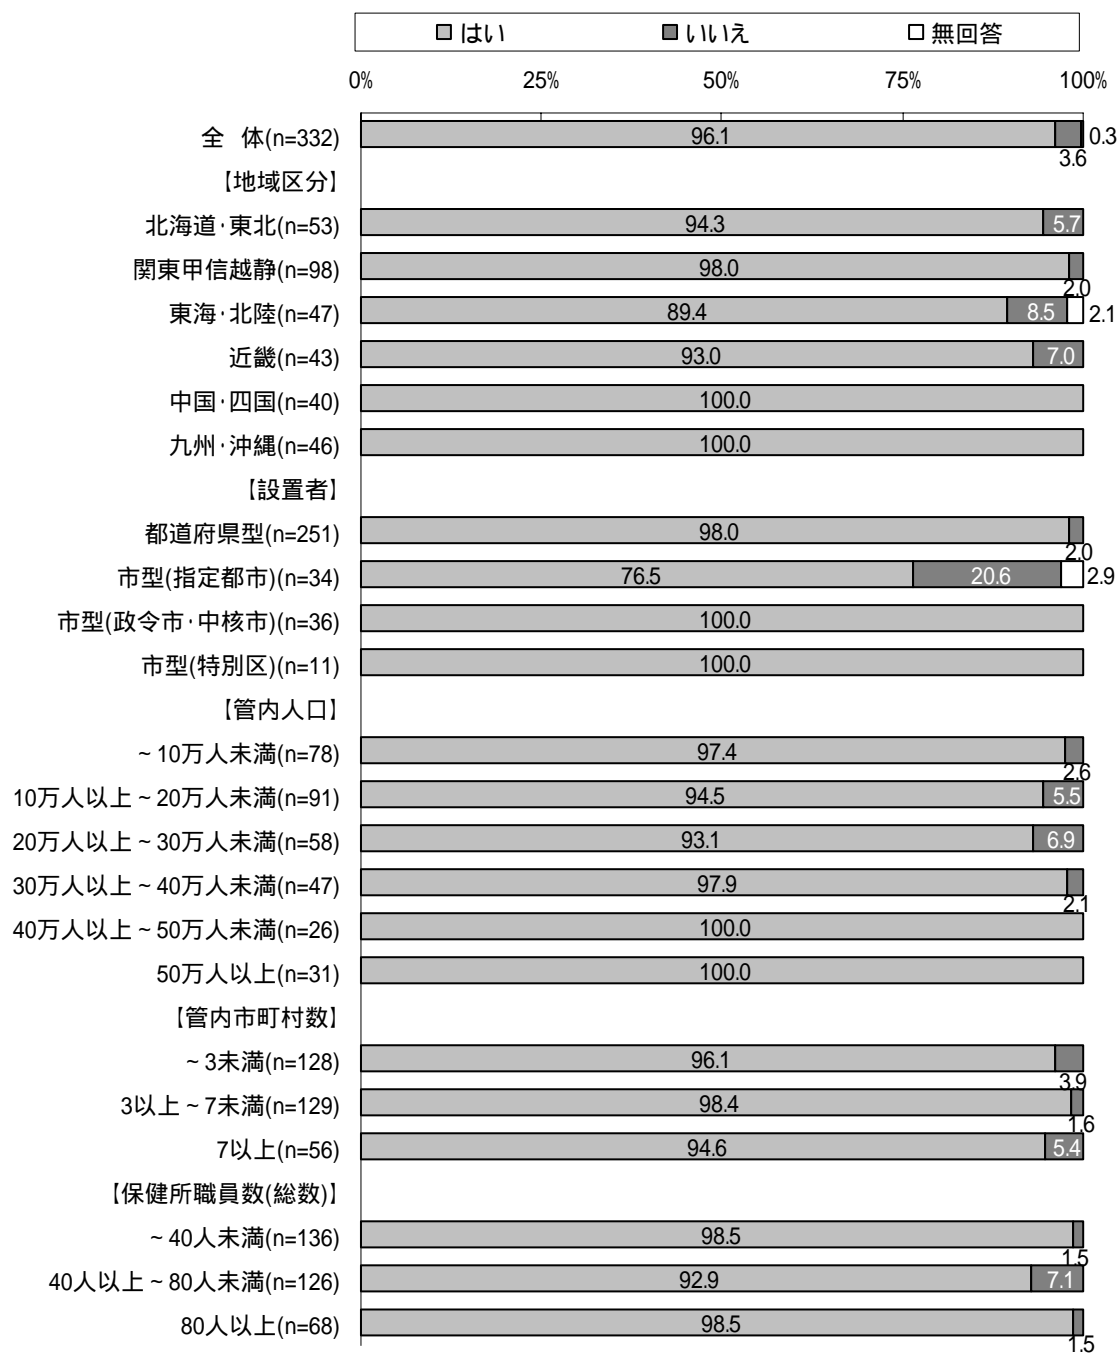 はい いいえ 無回答
0% 25% 50% 75% 100%
全 体(n=332) 96.1 3.6 0.3
【地域区分】
北海道・東北(n=53) 94.3 5.7
関東甲信越静(n=98) 98.0 2.0
東海・北陸(n=47) 89.4 8.5 2.1
近畿(n=43) 93.0 7.0
中国・四国(n=40) 100.0
九州・沖縄(n=46) 100.0
【設置者】
都道府県型(n=251) 98.0 2.0
市型(指定都市)(n=34) 76.5 20.6 2.9
市型(政令市・中核市)(n=36) 100.0
市型(特別区)(n=11) 100.0
【管内人口】
~10万人未満(n=78) 97.4 2.6
10万人以上~20万人未満(n=91) 94.5 5.5
20万人以上~30万人未満(n=58) 93.1 6.9
30万人以上~40万人未満(n=47) 97.9 2.1
40万人以上~50万人未満(n=26) 100.0
50万人以上(n=31) 100.0
【管内市町村数】
~3未満(n=128) 96.1 3.9
3以上~7未満(n=129) 98.4 1.6
7以上(n=56) 94.6 5.4
【保健所職員数(総数)】
~40人未満(n=136) 98.5 1.5
40人以上~80人未満(n=126) 92.9 7.1
80人以上(n=68) 98.5 1.5